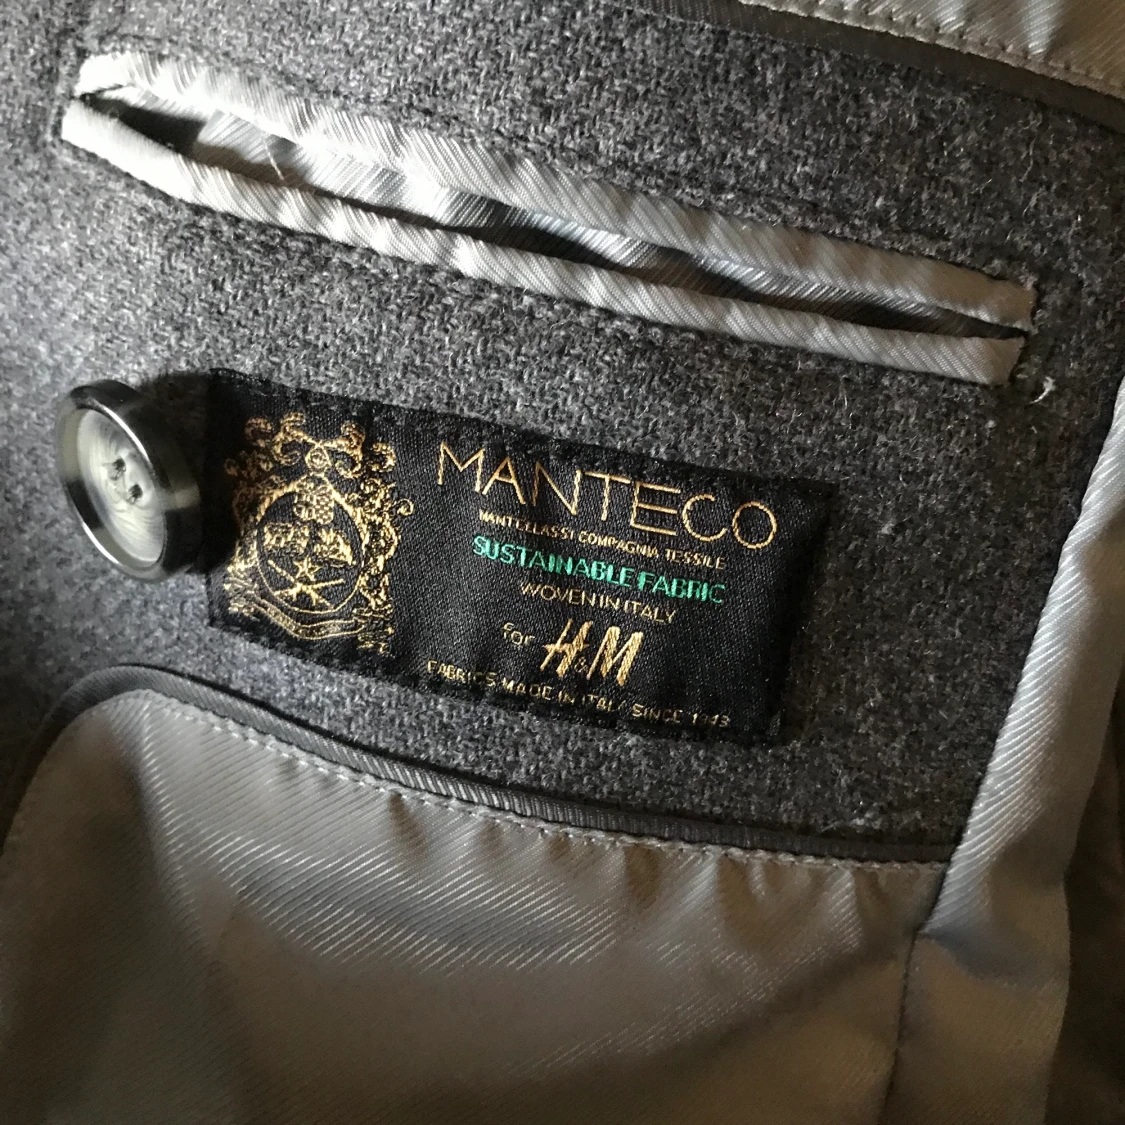 MANTECO
MANTELLASSI COMPAGNIA TESSILE
SUSTAINABLE FABRIC
WOVEN IN ITALY
for H&M
FABRICS MADE IN ITALY SINCE 1943